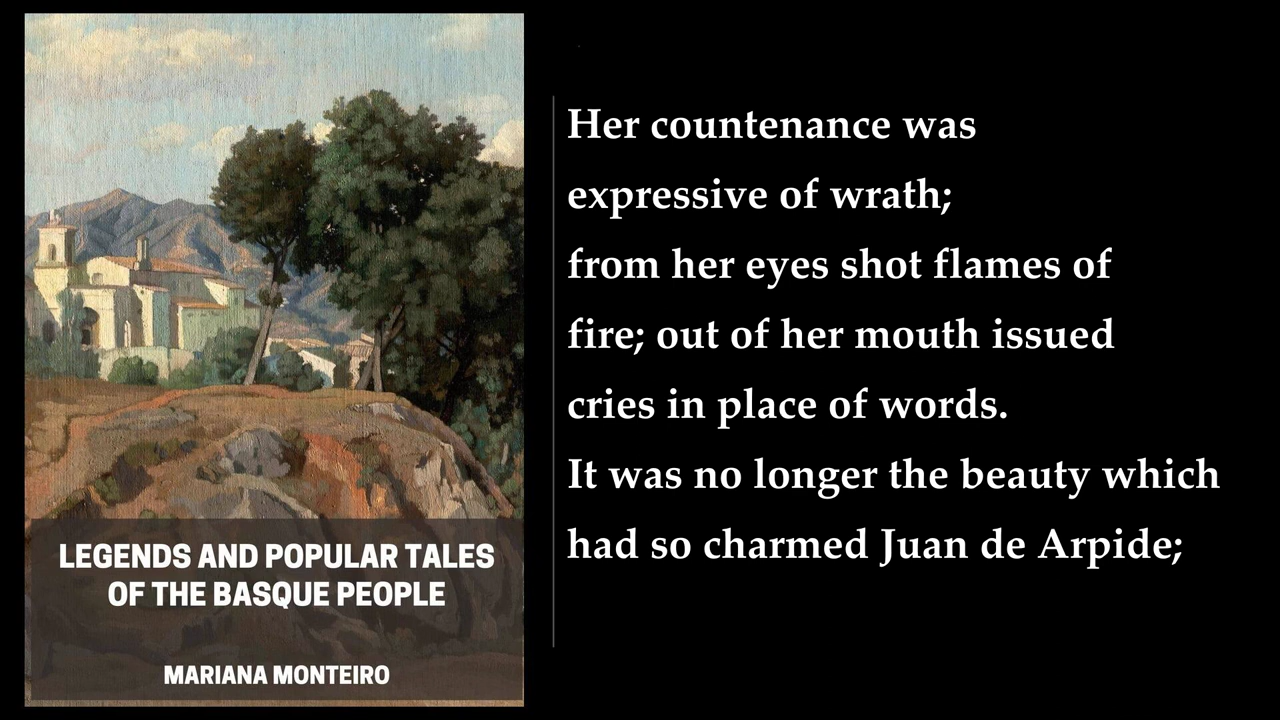 LEGENDS AND POPULAR TALES
OF THE BASQUE PEOPLE
MARIANA MONTEIRO
Her countenance was
expressive of wrath;
from her eyes shot flames of
fire; out of her mouth issued
cries in place of words.
It was no longer the beauty which
had so charmed Juan de Arpide;